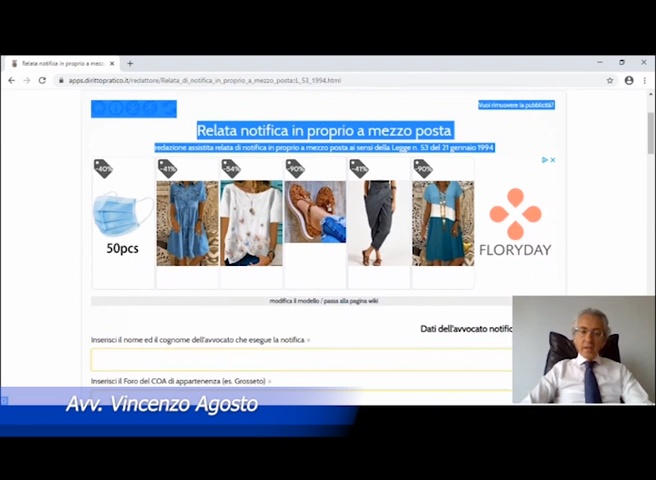 Relata notifica in proprio a mezzo posta
apps.dirittopratico.it/redattore/Relata_di_notifica_in_proprio_a_mezzo_posta:L_53_1994.html
Vuoi rimuovere la pubblicità?
Relata notifica in proprio a mezzo posta
redazione assistita relata di notifica in proprio a mezzo posta ai sensi della Legge n. 53 del 21 gennaio 1994
-40%
-41%
-54%
-90%
-41%
-90%
50pcs
FLORYDAY
modifica il modello / passa alla pagina wiki
Dati dell'avvocato notific
Inserisci il nome ed il cognome dell'avvocato che esegue la notifica
Inserisci il Foro del COA di appartenenza (es. Grosseto)
Avv. Vincenzo Agosto